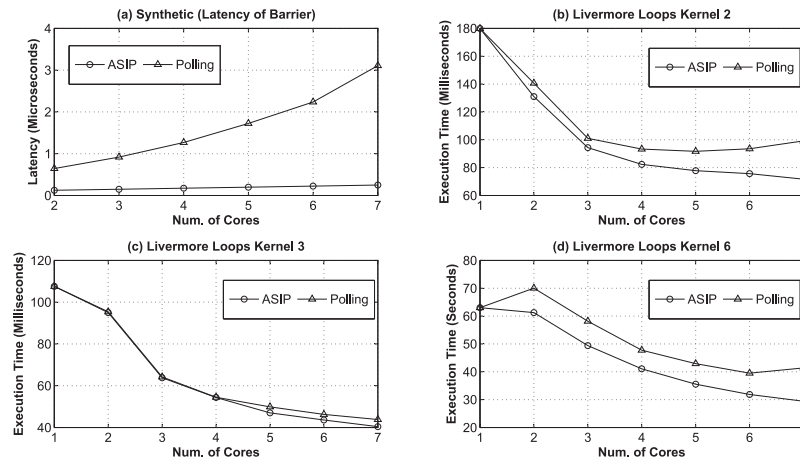 (a) Synthetic (Latency of Barrier)
4
3
2
1
0
Latency (Microseconds)
ASIP
Polling
2 3 4 5 6 7
Num. of Cores
(b) Livermore Loops Kernel 2
180
160
140
120
100
80
60
Execution Time (Milliseconds)
ASIP
Polling
1 2 3 4 5 6
Num. of Cores
(c) Livermore Loops Kernel 3
120
100
80
60
40
Execution Time (Milliseconds)
ASIP
Polling
1 2 3 4 5 6 7
Num. of Cores
(d) Livermore Loops Kernel 6
80
70
60
50
40
30
20
Execution Time (Seconds)
ASIP
Polling
1 2 3 4 5 6
Num. of Cores